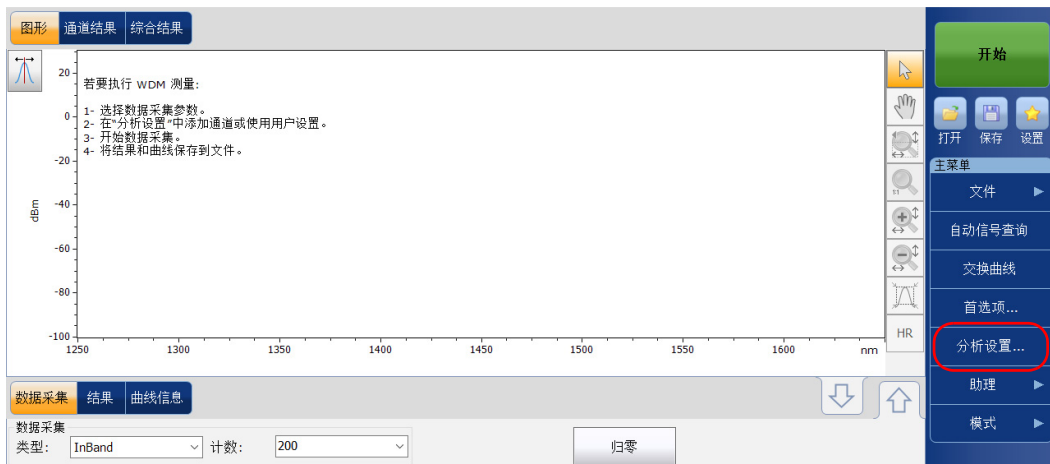 图形 通道结果 综合结果
若要执行 WDM 测量:
1- 选择数据采集参数。
2- 在"分析设置"中添加通道或使用用户设置。
3- 开始数据采集。
4- 将结果和曲线保存到文件。
20
0
-20
-40
-60
-80
-100
dBm
1250 1300 1350 1400 1450 1500 1550 1600 nm
1:1
HR
开始
打开 保存 设置
主菜单
文件
自动信号查询
交换曲线
首选项...
分析设置...
助理
模式
数据采集 结果 曲线信息
数据采集
类型: InBand 计数: 200 归零